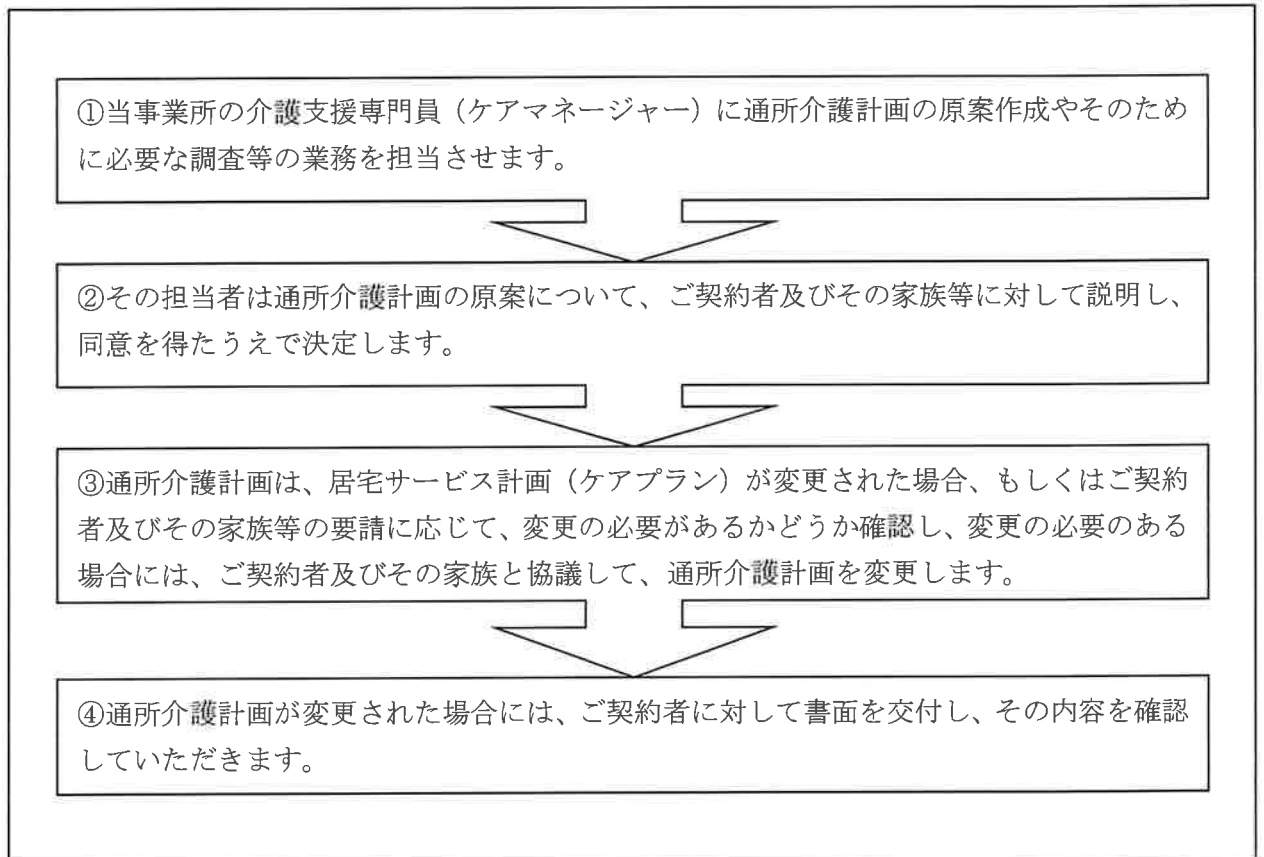 ①当事業所の介護支援専門員（ケアマネージャー）に通所介護計画の原案作成やそのため
に必要な調査等の業務を担当させます。
②その担当者は通所介護計画の原案について、ご契約者及びその家族等に対して説明し、
同意を得たうえで決定します。
③通所介護計画は、居宅サービス計画（ケアプラン）が変更された場合、もしくはご契約
者及びその家族等の要請に応じて、変更の必要があるかどうか確認し、変更の必要のある
場合には、ご契約者及びその家族と協議して、通所介護計画を変更します。
④通所介護計画が変更された場合には、ご契約者に対して書面を交付し、その内容を確認
していただきます。